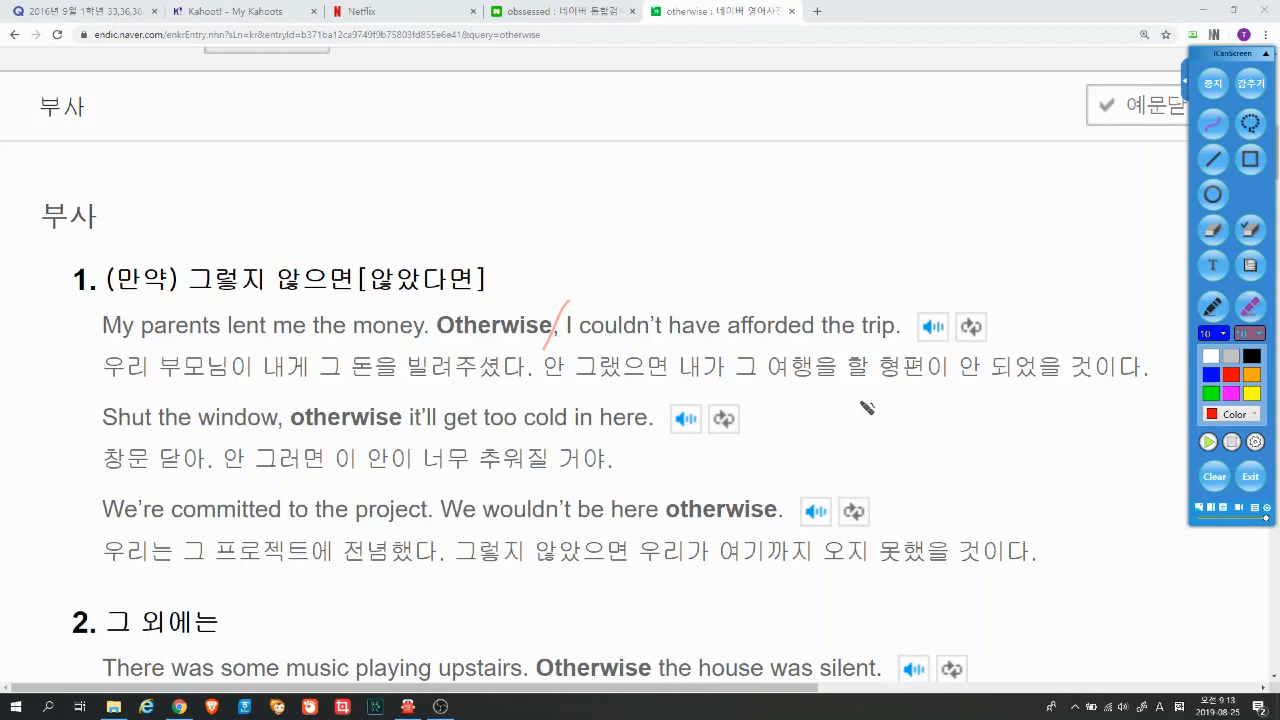 2016년 9월 1학년 33,36,38,
Kahoot! - My Kahoots
Netflix
obssessed : 네이버 통합검색
otherwise : 네이버 영어사전
endic.naver.com/enkrEntry.nhn?sLn=kr&entryId=b371ba12ca9749f9b75803fd855e6e41&query=otherwise
부사
예문닫
부사
1. (만약) 그렇지 않으면[않았다면]
My parents lent me the money. Otherwise, I couldn't have afforded the trip.
우리 부모님이 내게 그 돈을 빌려주셨다. 안 그랬으면 내가 그 여행을 할 형편이 안 되었을 것이다.
Shut the window, otherwise it'll get too cold in here.
창문 닫아. 안 그러면 이 안이 너무 추워질 거야.
We're committed to the project. We wouldn't be here otherwise.
우리는 그 프로젝트에 전념했다. 그렇지 않았으면 우리가 여기까지 오지 못했을 것이다.
2. 그 외에는
There was some music playing upstairs. Otherwise the house was silent.
ICanScreen
중지
감추기
T
10
10
Color
Clear
Exit
A
오전 9:13
2019-08-25
2